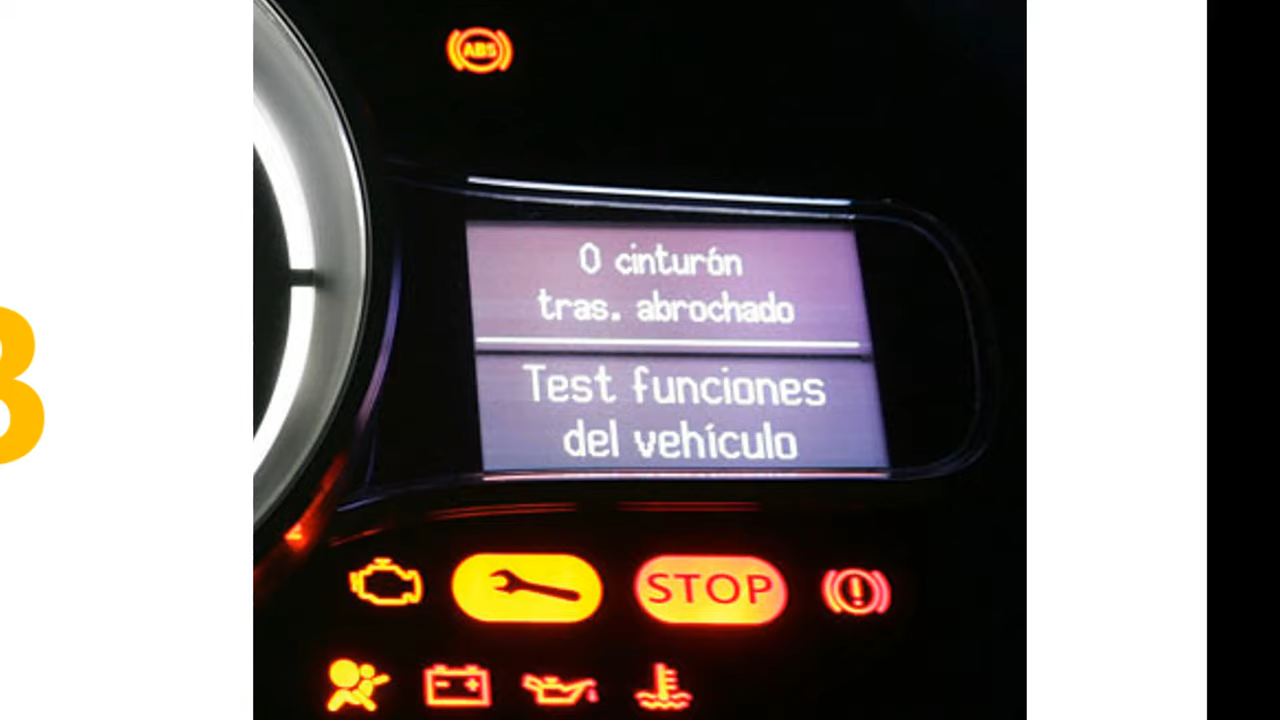 ABS
0 cinturón
tras. abrochado
Test funciones
del vehículo
STOP